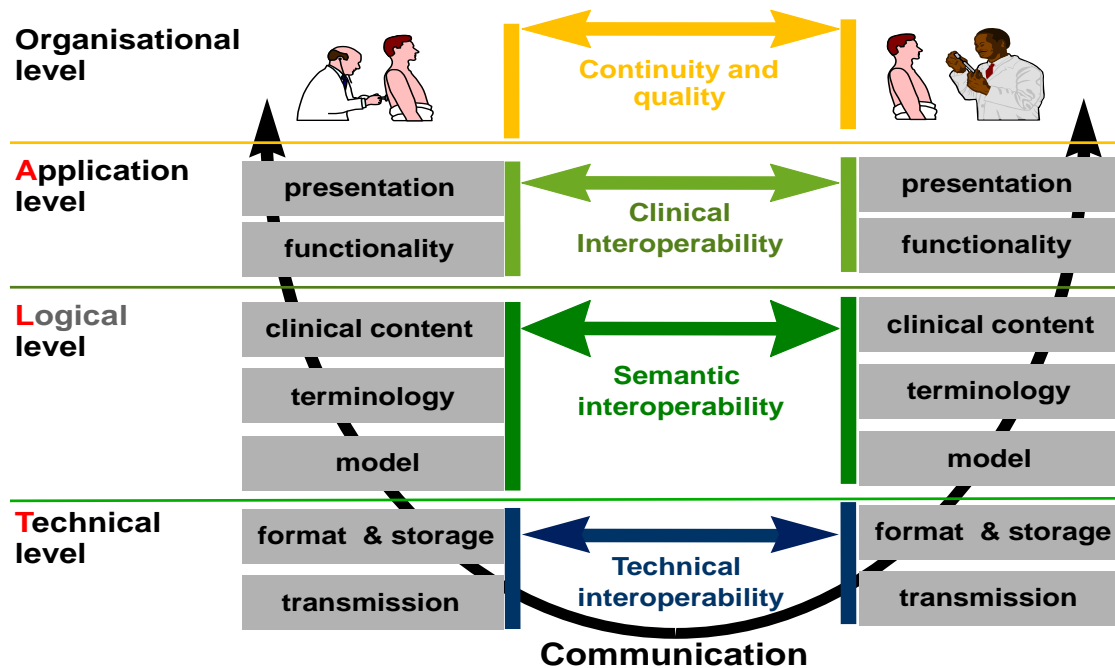 Organisational
level
Continuity and
quality
Application
level
presentation
functionality
Clinical
Interoperability
presentation
functionality
Logical
level
clinical content
terminology
model
Semantic
interoperability
clinical content
terminology
model
Technical
level
format & storage
transmission
Technical
interoperability
format & storage
transmission
Communication